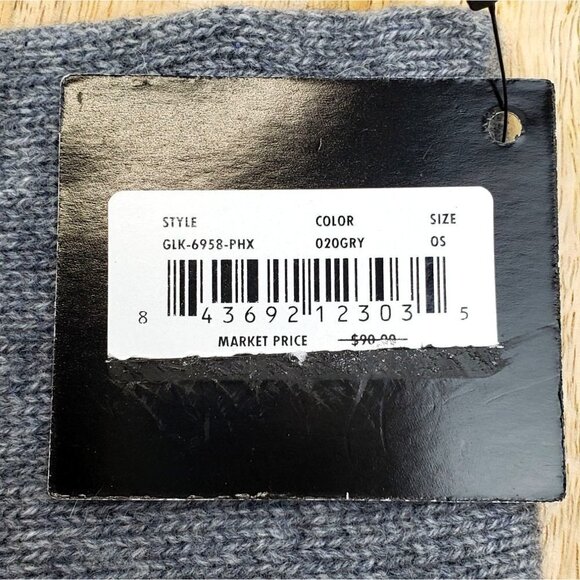 STYLE COLOR SIZE
GLK-6958-PHX 020GRY OS
8 43692 12303 5
MARKET PRICE $90.00